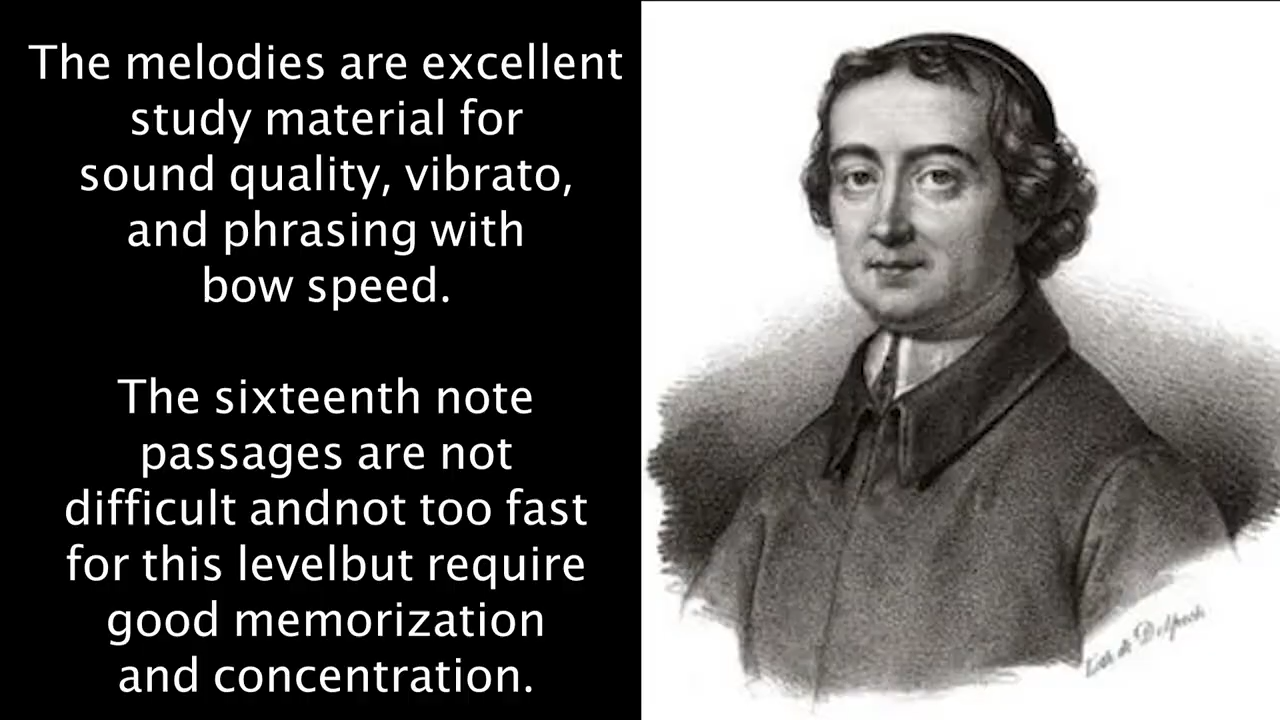 The melodies are excellent
study material for
sound quality, vibrato,
and phrasing with
bow speed.
The sixteenth note
passages are not
difficult andnot too fast
for this levelbut require
good memorization
and concentration.